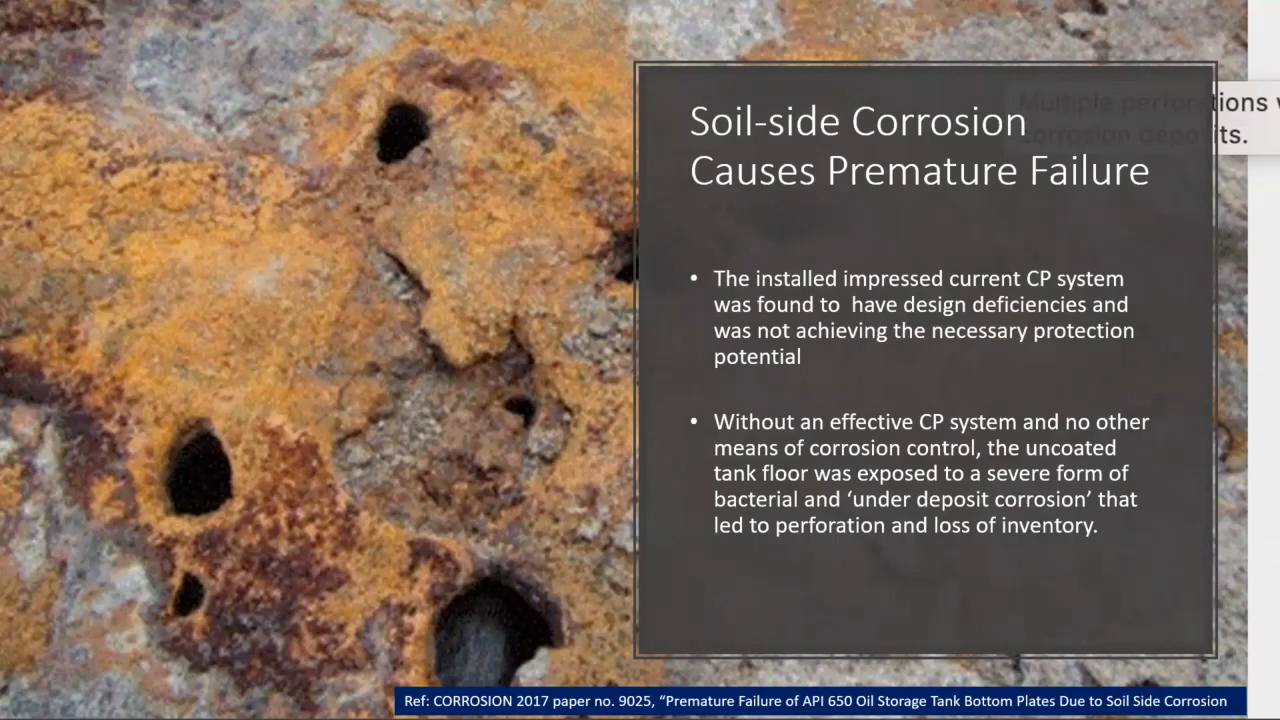 Soil-side Corrosion
Causes Premature Failure
Multiple perforations
corrosion deposits.
• The installed impressed current CP system
was found to have design deficiencies and
was not achieving the necessary protection
potential
• Without an effective CP system and no other
means of corrosion control, the uncoated
tank floor was exposed to a severe form of
bacterial and ‘under deposit corrosion’ that
led to perforation and loss of inventory.
Ref: CORROSION 2017 paper no. 9025, “Premature Failure of API 650 Oil Storage Tank Bottom Plates Due to Soil Side Corrosion